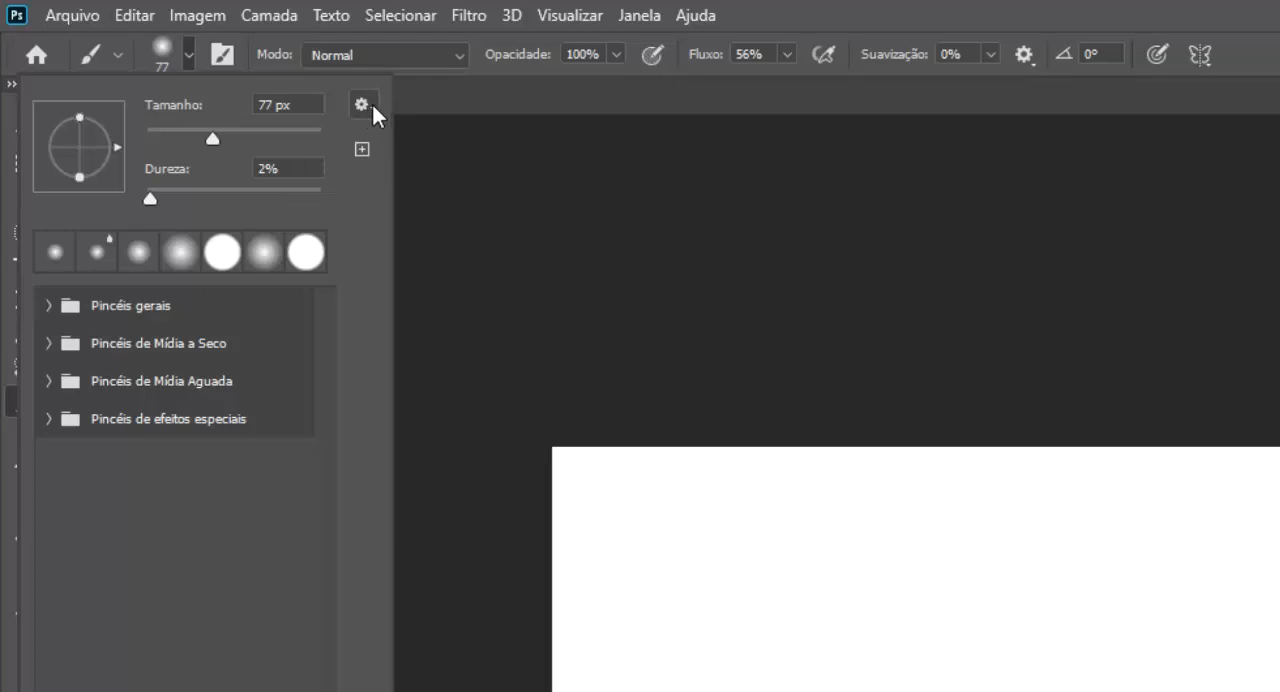 Ps Arquivo Editar Imagem Camada Texto Selecionar Filtro 3D Visualizar Janela Ajuda
77 Modo: Normal Opacidade: 100% Fluxo: 56% Suavização: 0% 0°
Tamanho: 77 px
Dureza: 2%
Pincéis gerais
Pincéis de Mídia a Seco
Pincéis de Mídia Aguada
Pincéis de efeitos especiais